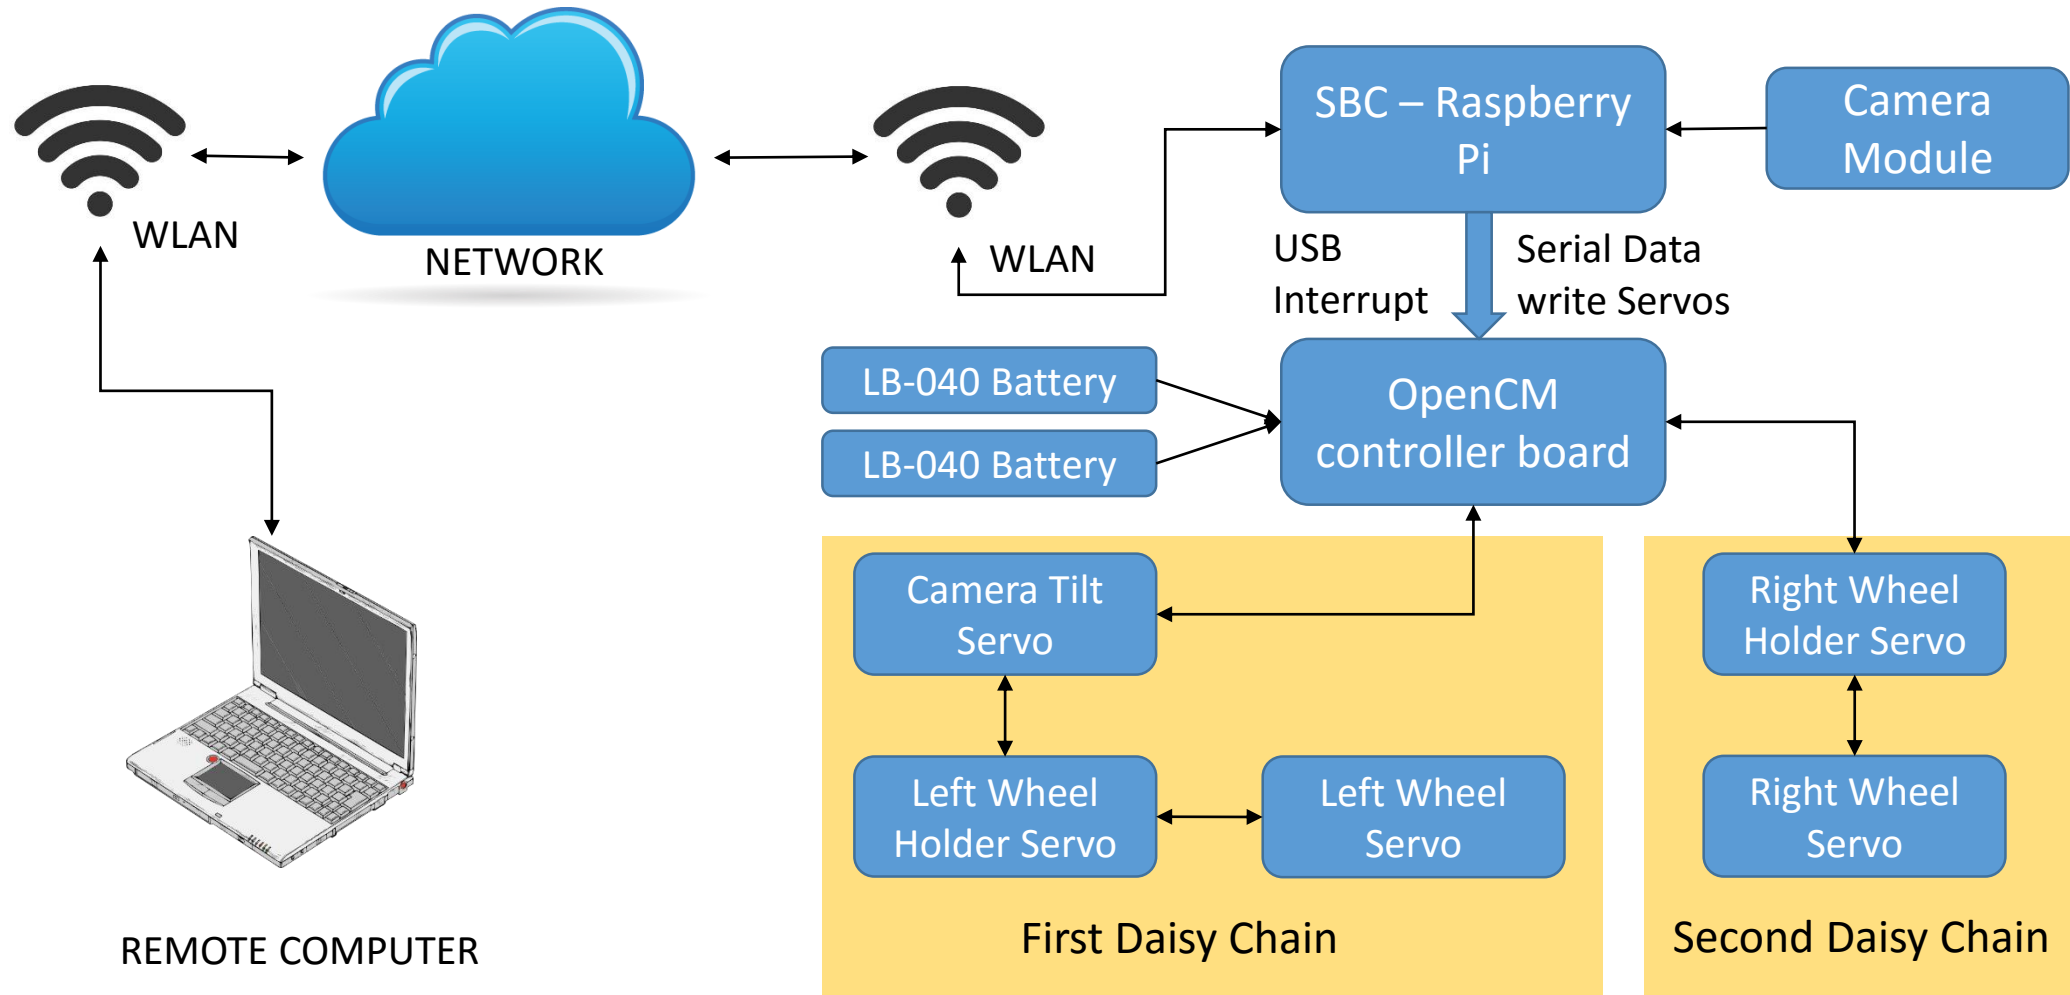 SBC – Raspberry
Pi
Camera
Module
WLAN
NETWORK
WLAN
USB
Interrupt
Serial Data
write Servos
LB-040 Battery
LB-040 Battery
OpenCM
controller board
Camera Tilt
Servo
Left Wheel
Holder Servo
Left Wheel
Servo
First Daisy Chain
Right Wheel
Holder Servo
Right Wheel
Servo
Second Daisy Chain
REMOTE COMPUTER